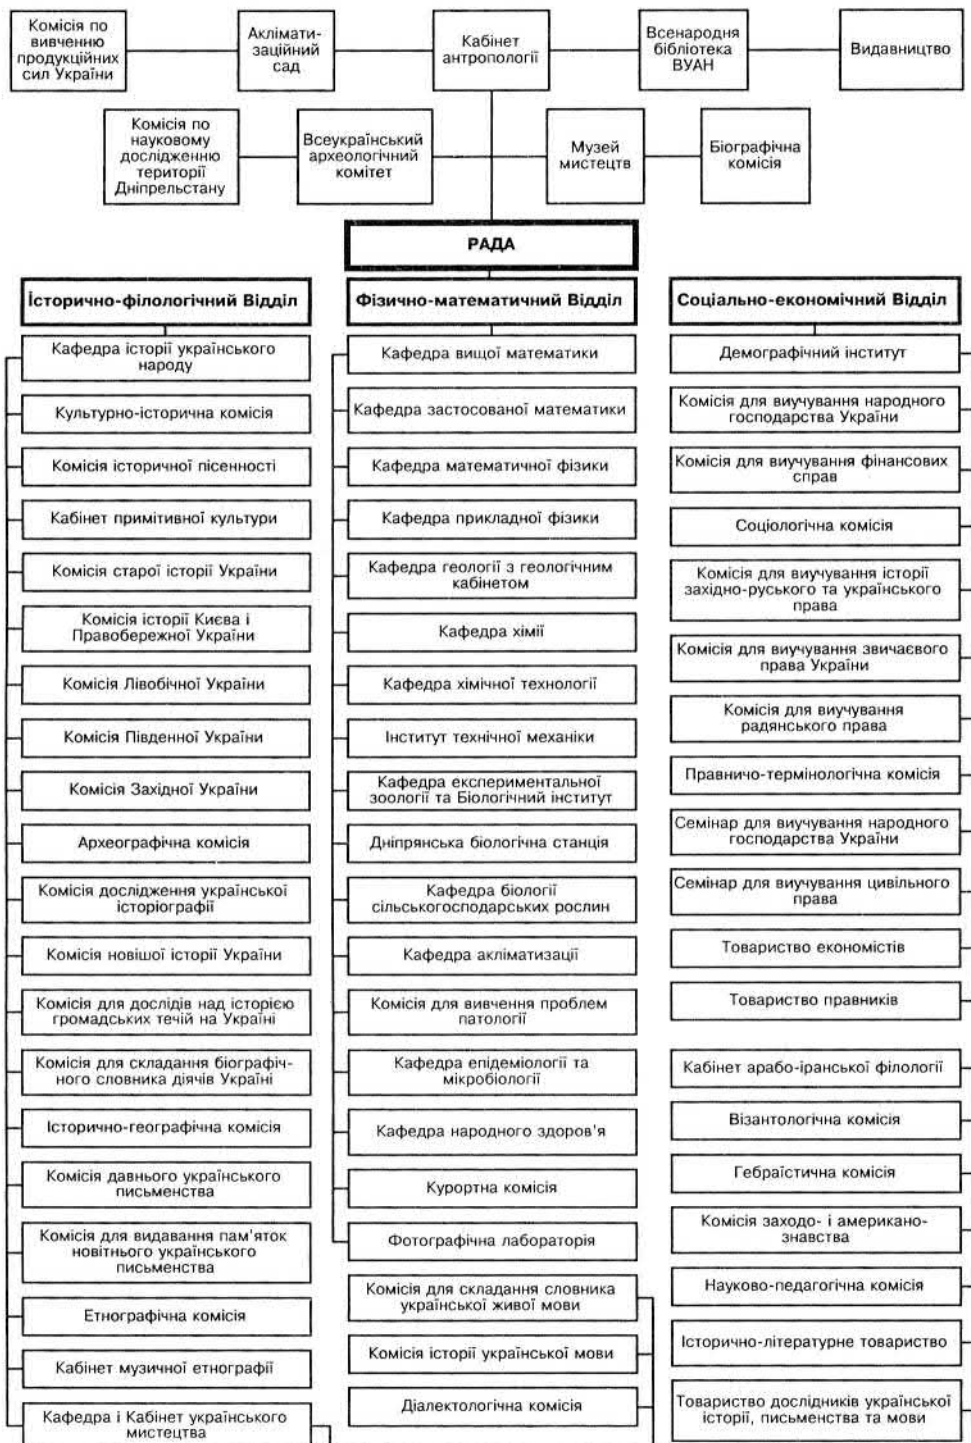 Комісія по
вивченню
продукційних
сил України
Аклімати-
заційний
сад
Кабінет
антропології
Всенародня
бібліотека
ВУАН
Видавництво
Комісія по
науковому
дослідженню
території
Дніпрельстану
Всеукраїнський
археологічний
комітет
Музей
мистецтв
Біографічна
комісія
РАДА
Історично-філологічний Відділ
Кафедра історії українського
народу
Культурно-історична комісія
Комісія історичної пісенності
Кабінет примітивної культури
Комісія старої історії України
Комісія історії Києва і
Правобережної України
Комісія Лівобічної України
Комісія Південної України
Комісія Західної України
Археографічна комісія
Комісія дослідження української
історіографії
Комісія новішої історії України
Комісія для дослідів над історією
громадських течій на Україні
Комісія для складання біографіч-
ного словника діячів Україні
Історично-географічна комісія
Комісія давнього українського
письменства
Комісія для видавання пам'яток
новітнього українського
письменства
Етнографічна комісія
Кабінет музичної етнографії
Кафедра і Кабінет українського
мистецтва
Фізично-математичний Відділ
Кафедра вищої математики
Кафедра застосованої математики
Кафедра математичної фізики
Кафедра прикладної фізики
Кафедра геології з геологічним
кабінетом
Кафедра хімії
Кафедра хімічної технології
Інститут технічної механіки
Кафедра експериментальної
зоології та Біологічний інститут
Дніпрянська біологічна станція
Кафедра біології
сільськогосподарських рослин
Кафедра акліматизації
Комісія для вивчення проблем
патології
Кафедра епідеміології та
мікробіології
Кафедра народного здоров'я
Курортна комісія
Фотографічна лабораторія
Комісія для складання словника
української живої мови
Комісія історії української мови
Діалектологічна комісія
Соціально-економічний Відділ
Демографічний інститут
Комісія для виучування народного
господарства України
Комісія для виучування фінансових
справ
Соціологічна комісія
Комісія для виучування історії
західно-руського та українського
права
Комісія для виучування звичаєвого
права України
Комісія для виучування
радянського права
Правничо-термінологічна комісія
Семінар для виучування народного
господарства України
Семінар для виучування цивільного
права
Товариство економістів
Товариство правників
Кабінет арабо-іранської філології
Візантологічна комісія
Гебраїстична комісія
Комісія заходо- і американо-
знавства
Науково-педагогічна комісія
Історично-літературне товариство
Товариство дослідників української
історії, письменства та мови